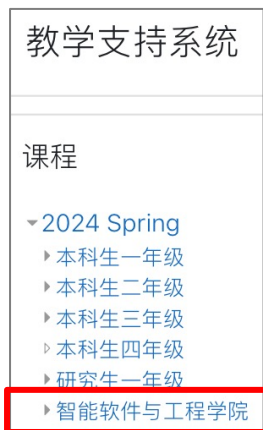 教学支持系统
课程
2024 Spring
本科生一年级
本科生二年级
本科生三年级
本科生四年级
研究生一年级
智能软件与工程学院